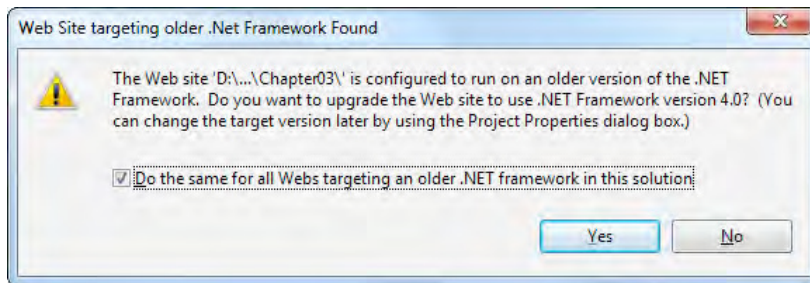 Web Site targeting older .Net Framework Found
The Web site 'D:\...\Chapter03\' is configured to run on an older version of the .NET
Framework.  Do you want to upgrade the Web site to use .NET Framework version 4.0?  (You
can change the target version later by using the Project Properties dialog box.)
Do the same for all Webs targeting an older .NET framework in this solution
Yes No